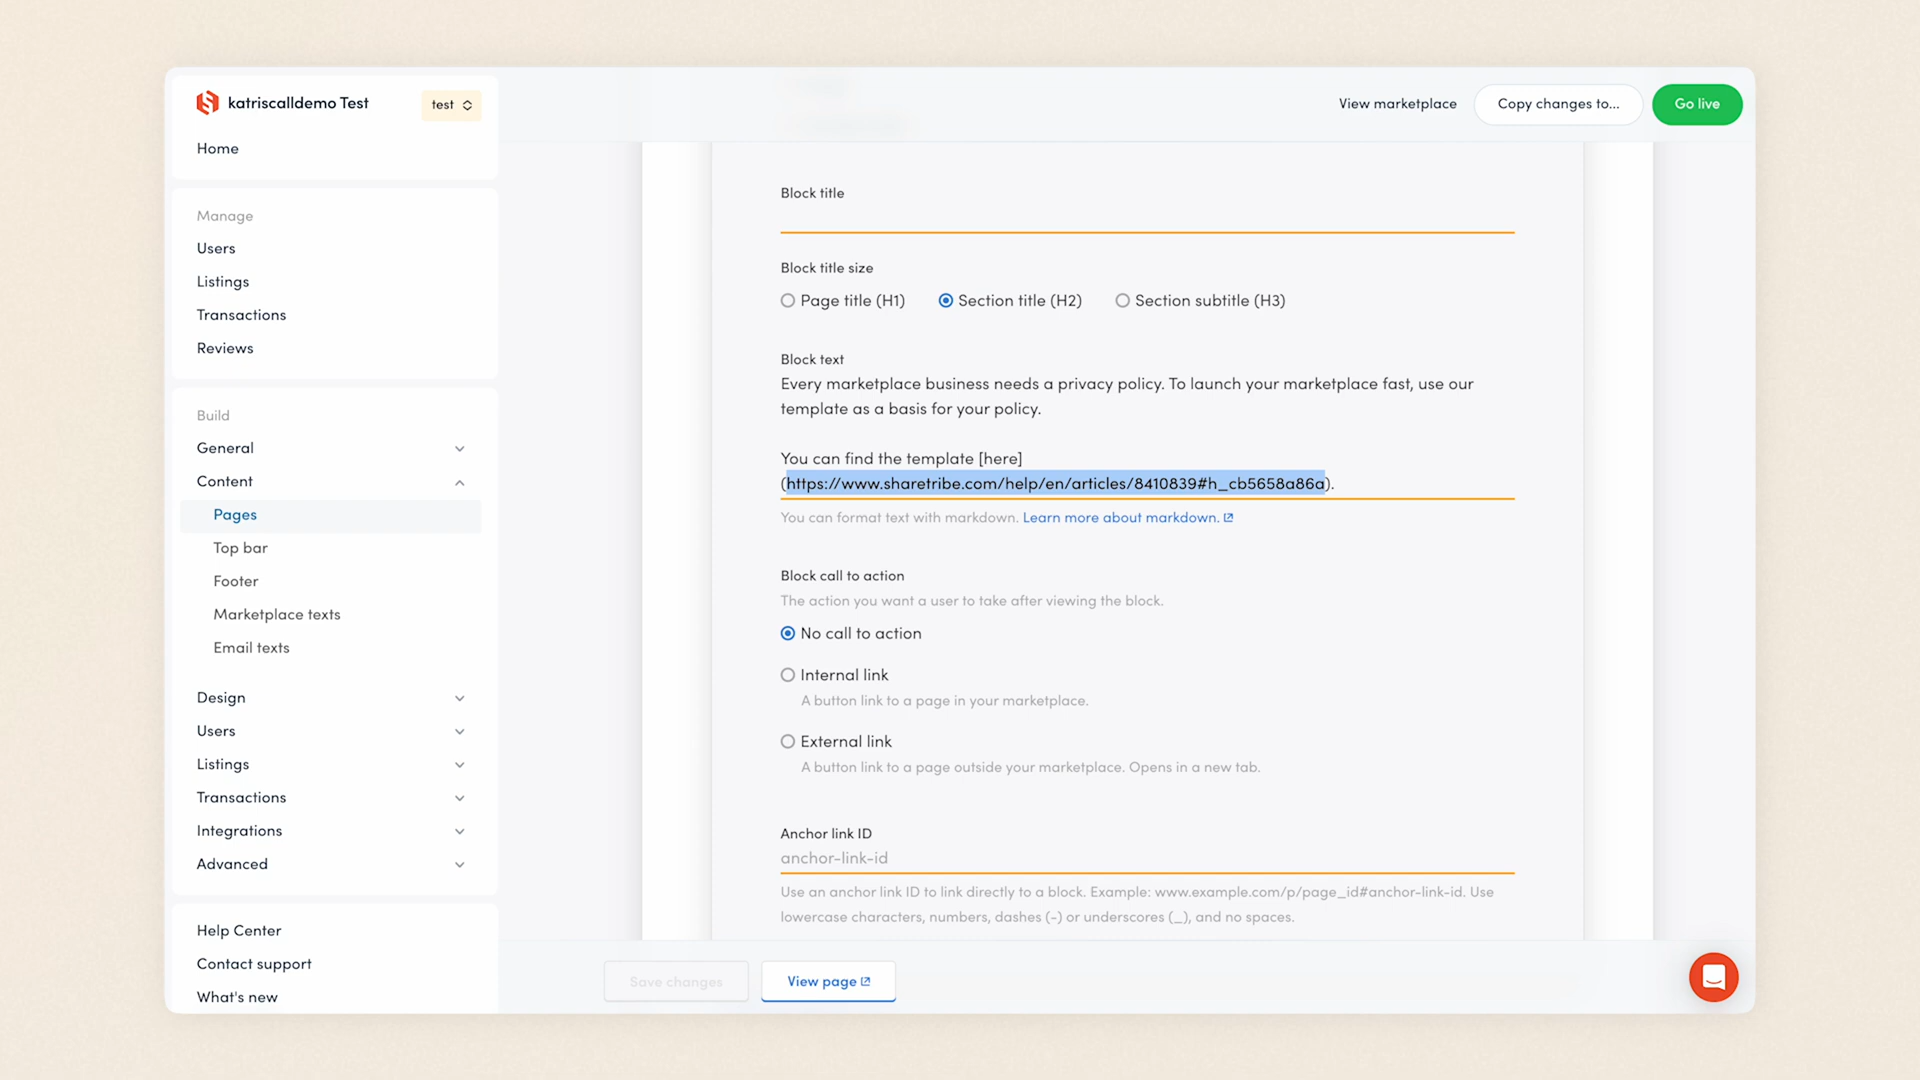 katriscalldemo Test
test
Home
Manage
Users
Listings
Transactions
Reviews
Build
General
Content
Pages
Top bar
Footer
Marketplace texts
Email texts
Design
Users
Listings
Transactions
Integrations
Advanced
Help Center
Contact support
What's new
View marketplace
Copy changes to...
Go live
Block title
Block title size
Page title (H1)
Section title (H2)
Section subtitle (H3)
Block text
Every marketplace business needs a privacy policy. To launch your marketplace fast, use our
template as a basis for your policy.
You can find the template [here]
(https://www.sharetribe.com/help/en/articles/8410839#h_cb5658a86a).
You can format text with markdown. Learn more about markdown.
Block call to action
The action you want a user to take after viewing the block.
No call to action
Internal link
A button link to a page in your marketplace.
External link
A button link to a page outside your marketplace. Opens in a new tab.
Anchor link ID
anchor-link-id
Use an anchor link ID to link directly to a block. Example: www.example.com/p/page_id#anchor-link-id. Use
lowercase characters, numbers, dashes (-) or underscores (_), and no spaces.
Save changes
View page